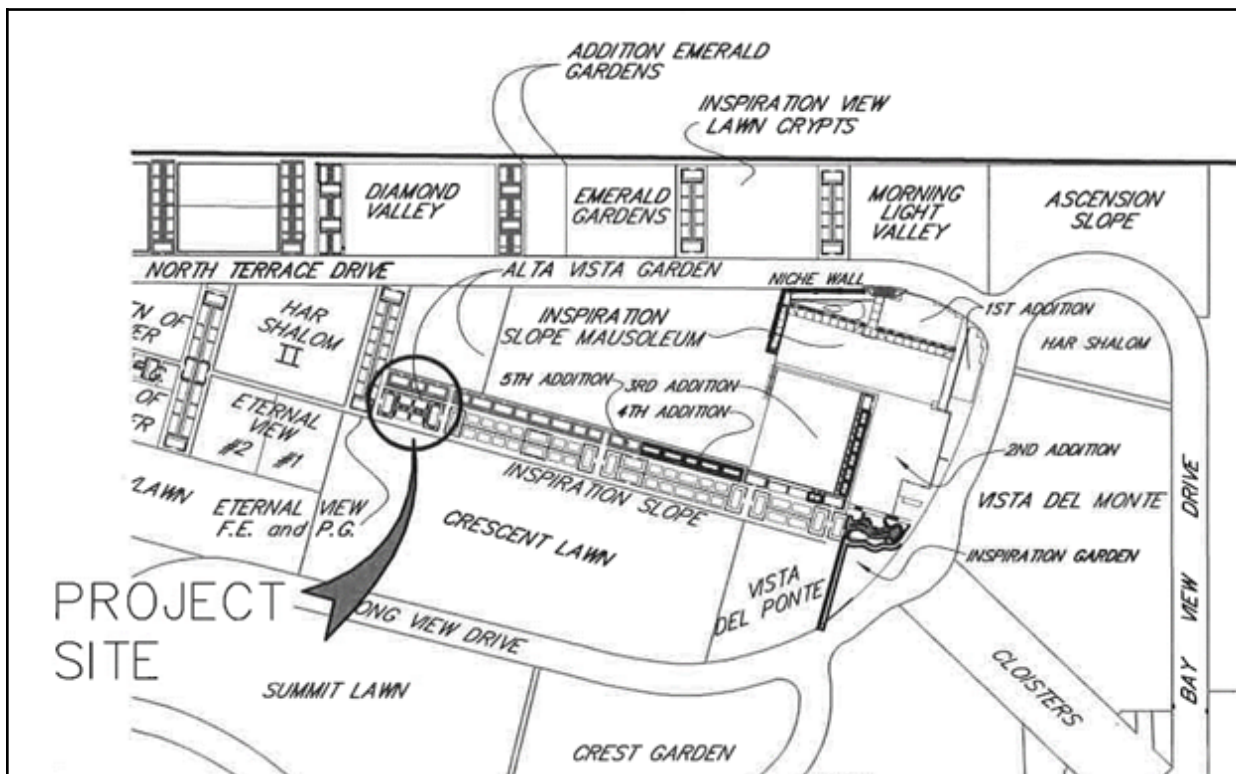 ADDITION EMERALD
GARDENS
INSPIRATION VIEW
LAWN CRYPTS
DIAMOND
VALLEY
EMERALD
GARDENS
MORNING
LIGHT
VALLEY
ASCENSION
SLOPE
NORTH TERRACE DRIVE
ALTA VISTA GARDEN
NICHE WALL
1ST ADDITION
HAR
SHALOM
II
INSPIRATION
SLOPE MAUSOLEUM
HAR SHALOM
5TH ADDITION
3RD ADDITION
4TH ADDITION
OF
ETERNAL
VIEW
#2 #1
2ND ADDITION
INSPIRATION SLOPE
VISTA DEL MONTE
LAWN
ETERNAL VIEW
F.E. and P.G.
CRESCENT LAWN
INSPIRATION GARDEN
VISTA
DEL PONTE
PROJECT
SITE
ONG VIEW DRIVE
SUMMIT LAWN
CREST GARDEN
CLOISTERS
BAY VIEW DRIVE